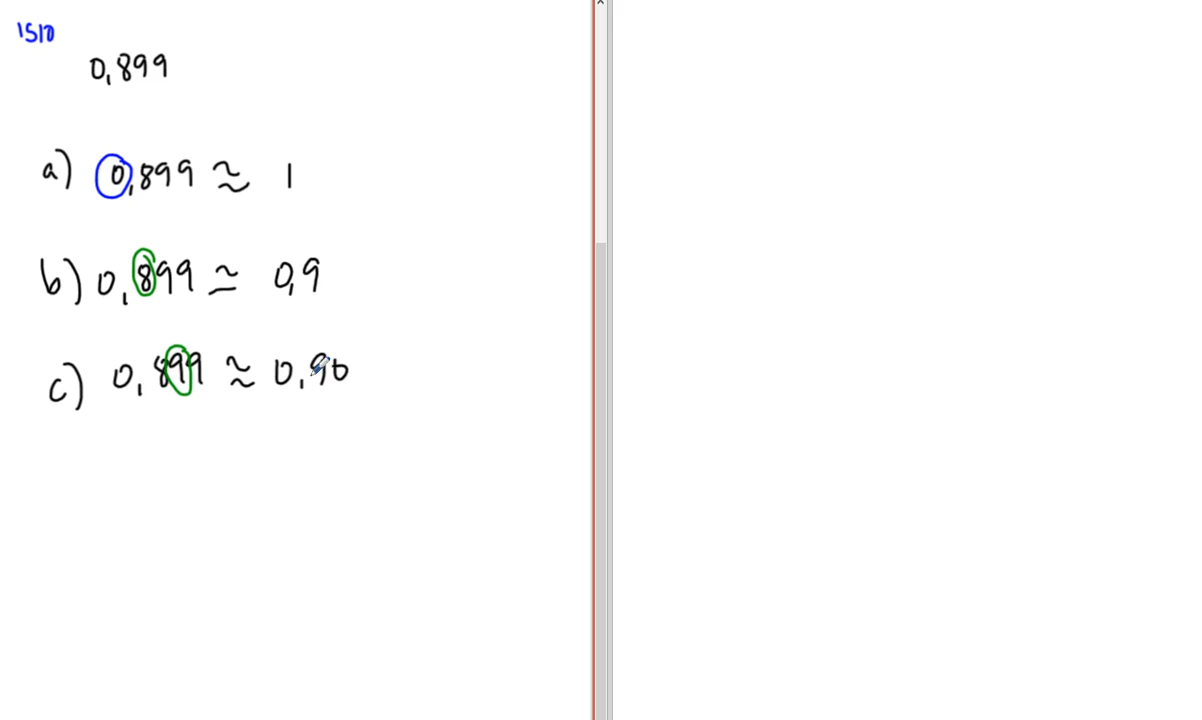 1510
0,899
a) 0,899 ≈ 1
b) 0,899 ≃ 0,9
c) 0,899 ≈ 0,90